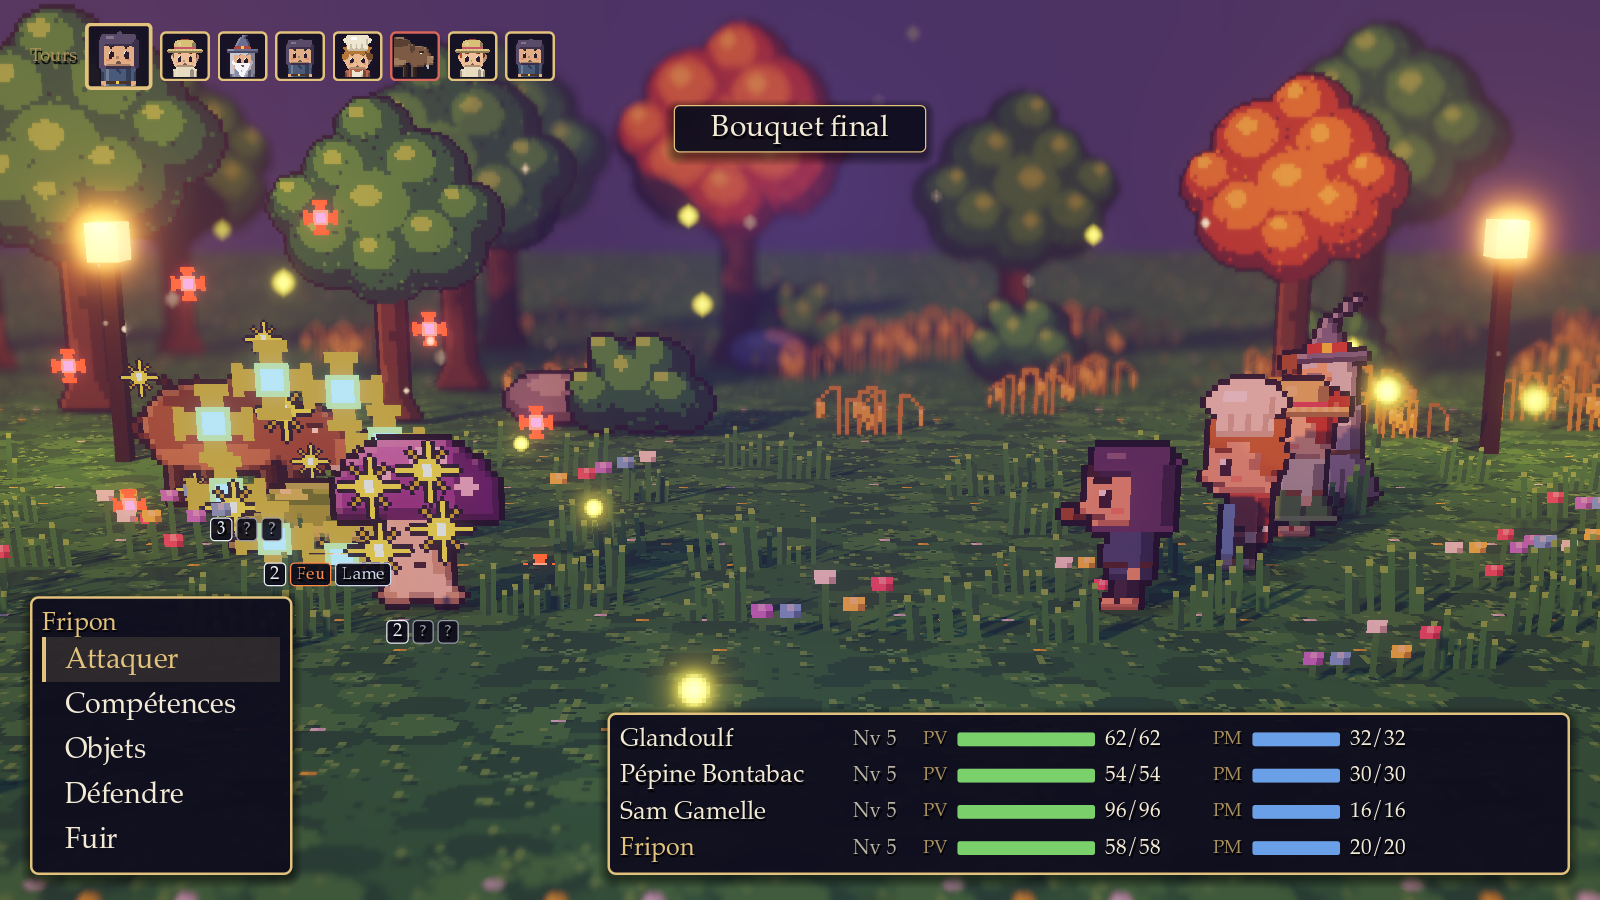 Tours
Bouquet final
3 ? ?
2 Feu Lame
2 ? ?
Fripon
Attaquer
Compétences
Objets
Défendre
Fuir
Glandoulf Nv 5 PV 62/62 PM 32/32
Pépine Bontabac Nv 5 PV 54/54 PM 30/30
Sam Gamelle Nv 5 PV 96/96 PM 16/16
Fripon Nv 5 PV 58/58 PM 20/20